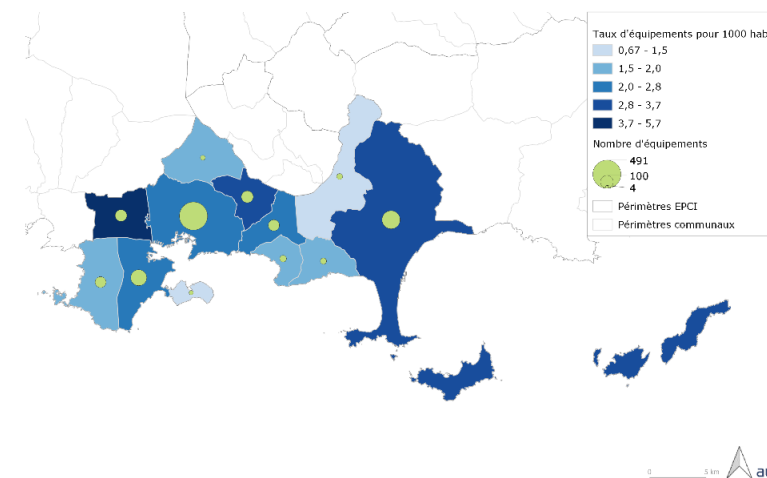 Taux d'équipements pour 1000 hab
0,67 - 1,5
1,5 - 2,0
2,0 - 2,8
2,8 - 3,7
3,7 - 5,7
Nombre d'équipements
491
100
4
Périmètres EPCI
Périmètres communaux
0 5 km
au